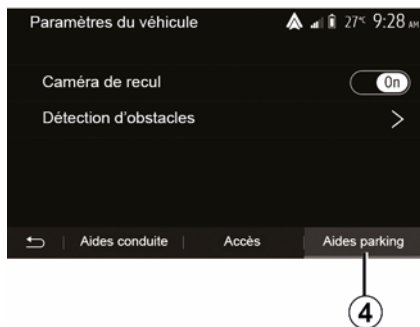 Paramètres du véhicule 27°C 9:28 AM
Caméra de recul On
Détection d'obstacles >
Aides conduite Accès Aides parking
4